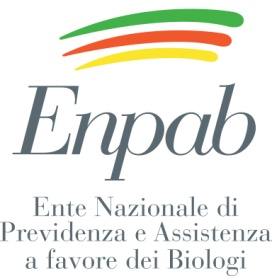 Enpab
Ente Nazionale di
Previdenza e Assistenza
a favore dei Biologi